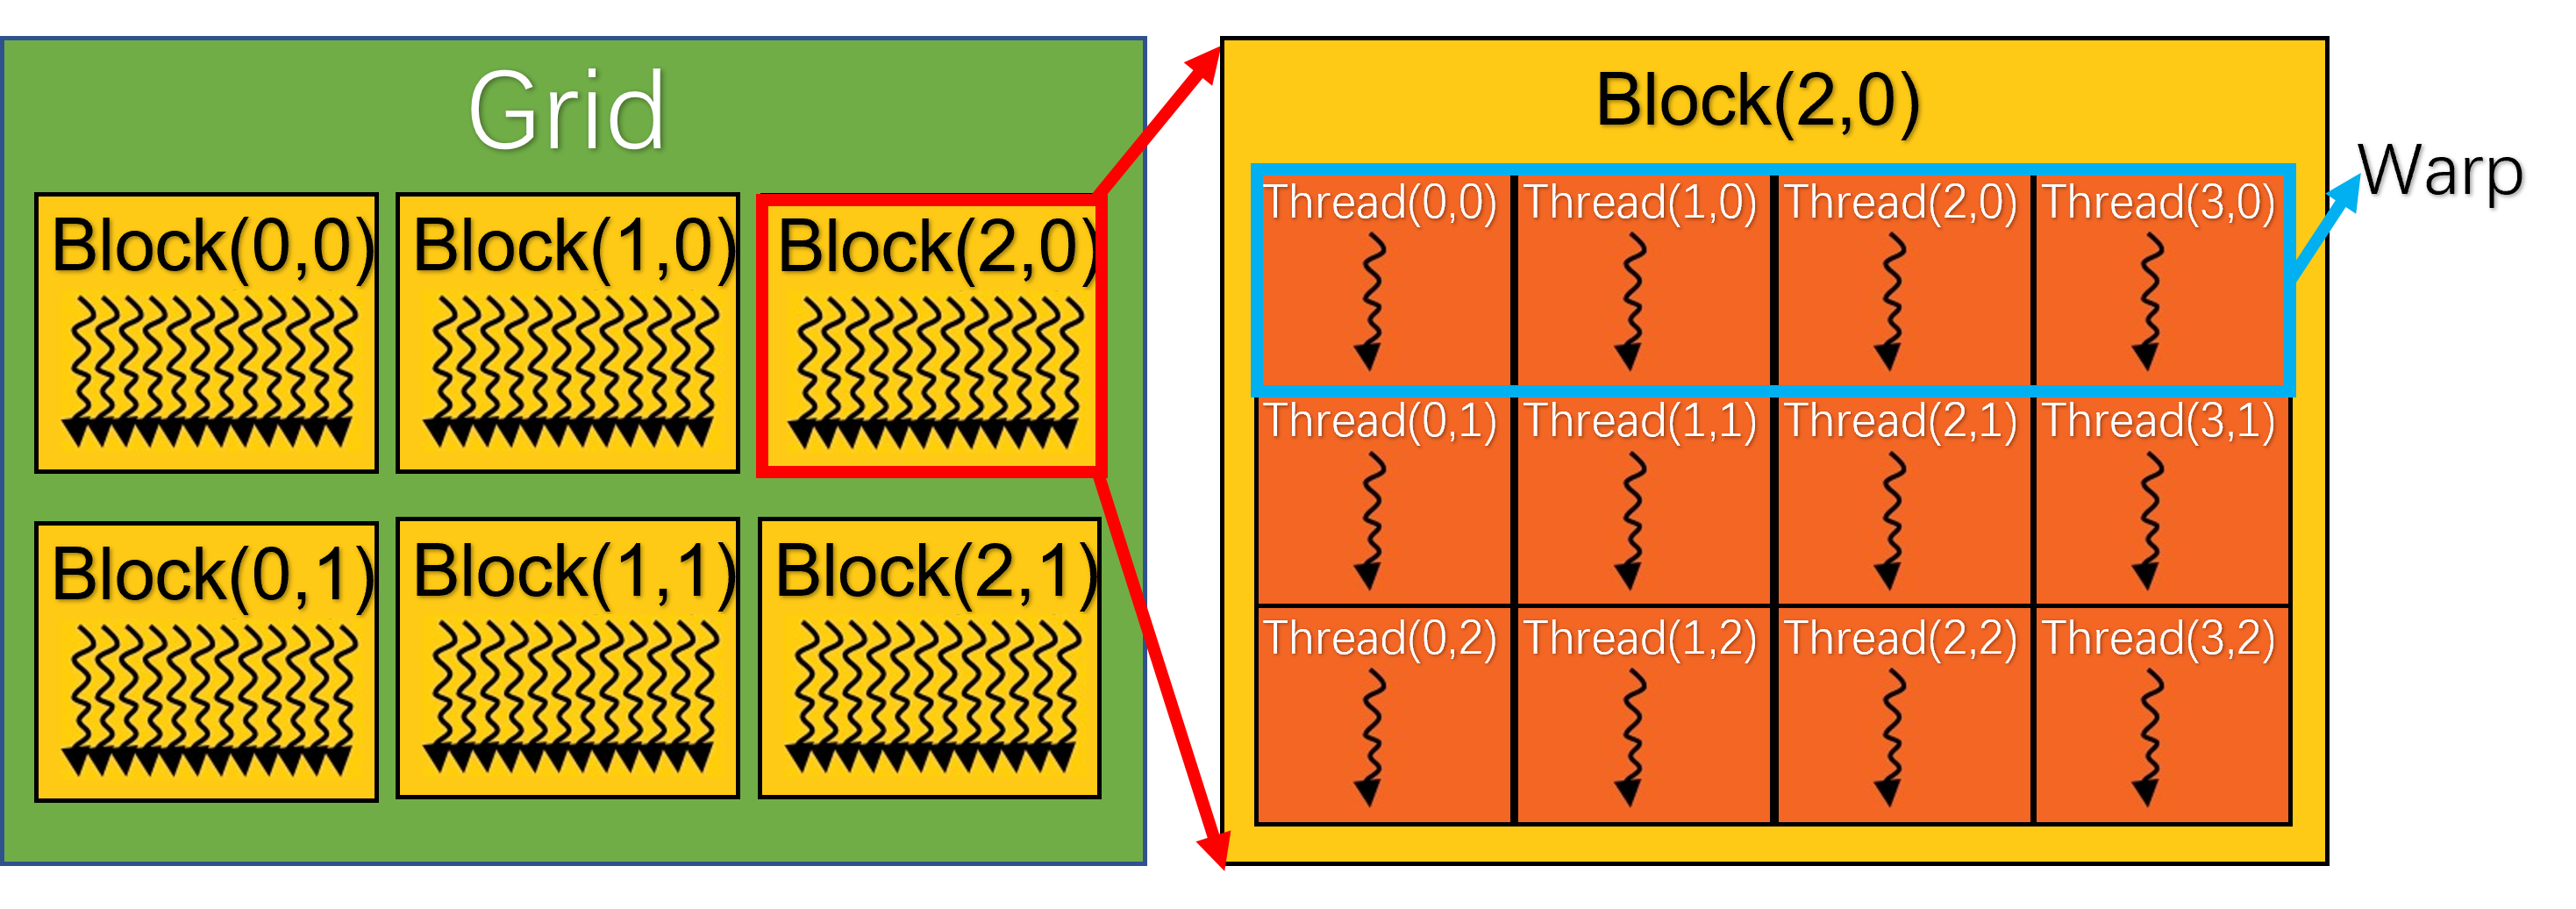 Grid
Block(0,0) Block(1,0) Block(2,0)
Block(0,1) Block(1,1) Block(2,1)
Block(2,0)
Thread(0,0) Thread(1,0) Thread(2,0) Thread(3,0)
Thread(0,1) Thread(1,1) Thread(2,1) Thread(3,1)
Thread(0,2) Thread(1,2) Thread(2,2) Thread(3,2)
Warp